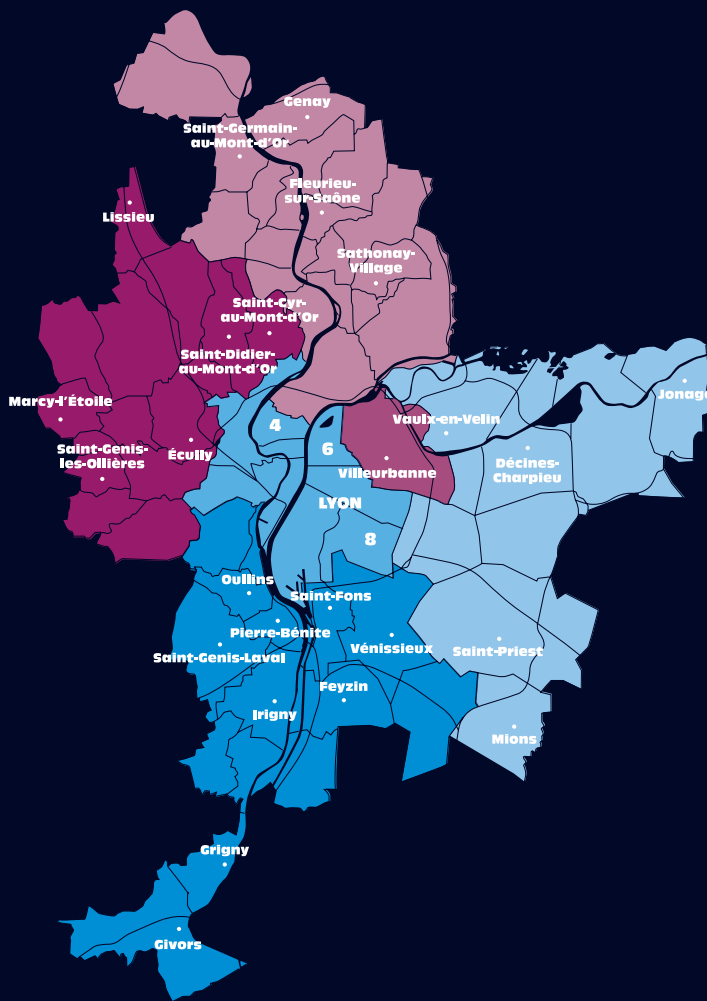 Genay
Saint-Germain-
au-Mont-d'Or
Fleurieu-
sur-Saône
Lissieu
Sathonay-
Village
Saint-Cyr-
au-Mont-d'Or
Saint-Didier-
au-Mont-d'Or
Jonage
Marcy-l'Étoile
Vaulx-en-Velin
4
6
Écully
Saint-Genis-
les-Ollières
Villeurbanne
Décines-
Charpieu
LYON
8
Oullins
Saint-Fons
Pierre-Bénite
Saint-Genis-Laval
Vénissieux
Saint-Priest
Feyzin
Irigny
Mions
Grigny
Givors